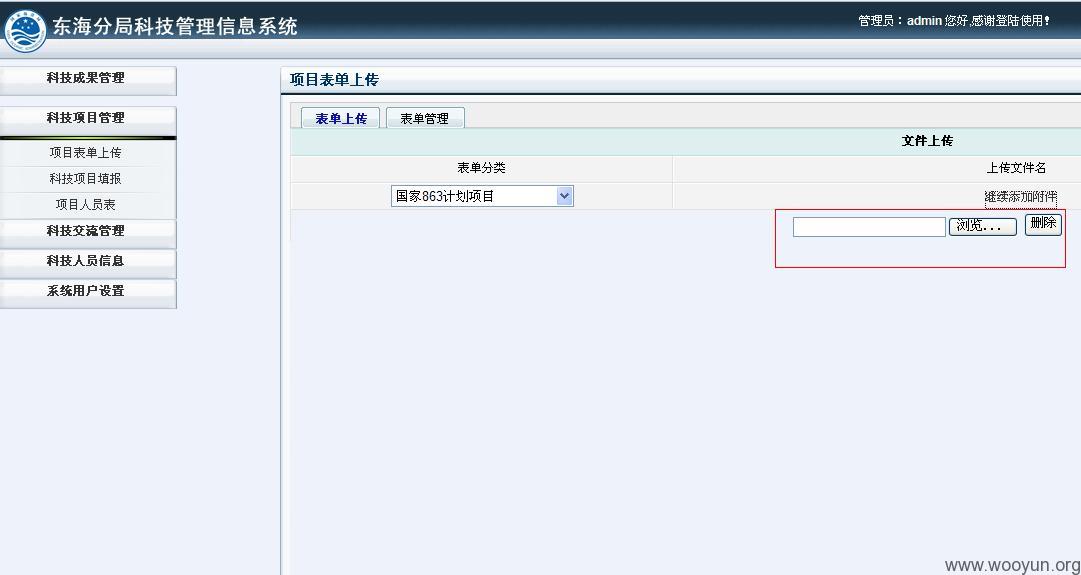 东海分局科技管理信息系统
管理员：admin 您好,感谢登陆使用!
科技成果管理
科技项目管理
项目表单上传
科技项目填报
项目人员表
科技交流管理
科技人员信息
系统用户设置
项目表单上传
表单上传
表单管理
文件上传
表单分类
上传文件名
国家863计划项目
继续添加附件
浏览...
删除
www.wooyun.org